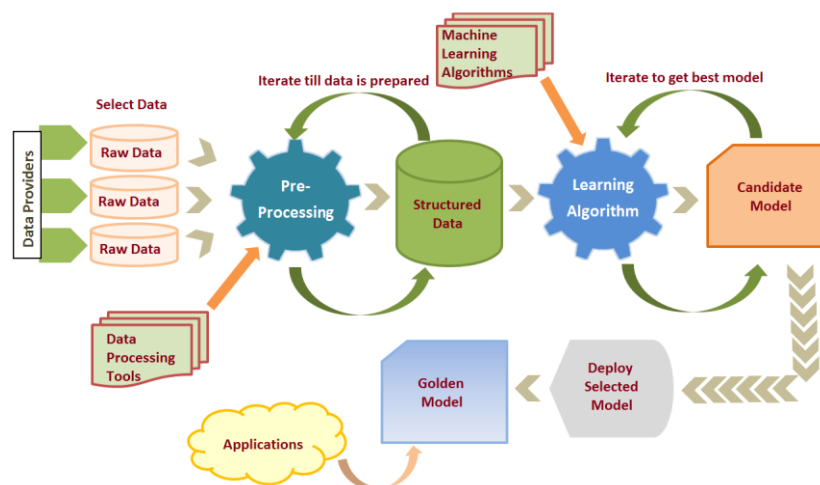 Machine
Learning
Algorithms
Iterate till data is prepared
Iterate to get best model
Select Data
Data Providers
Raw Data
Raw Data
Raw Data
Pre-
Processing
Structured
Data
Learning
Algorithm
Candidate
Model
Data
Processing
Tools
Golden
Model
Deploy
Selected
Model
Applications